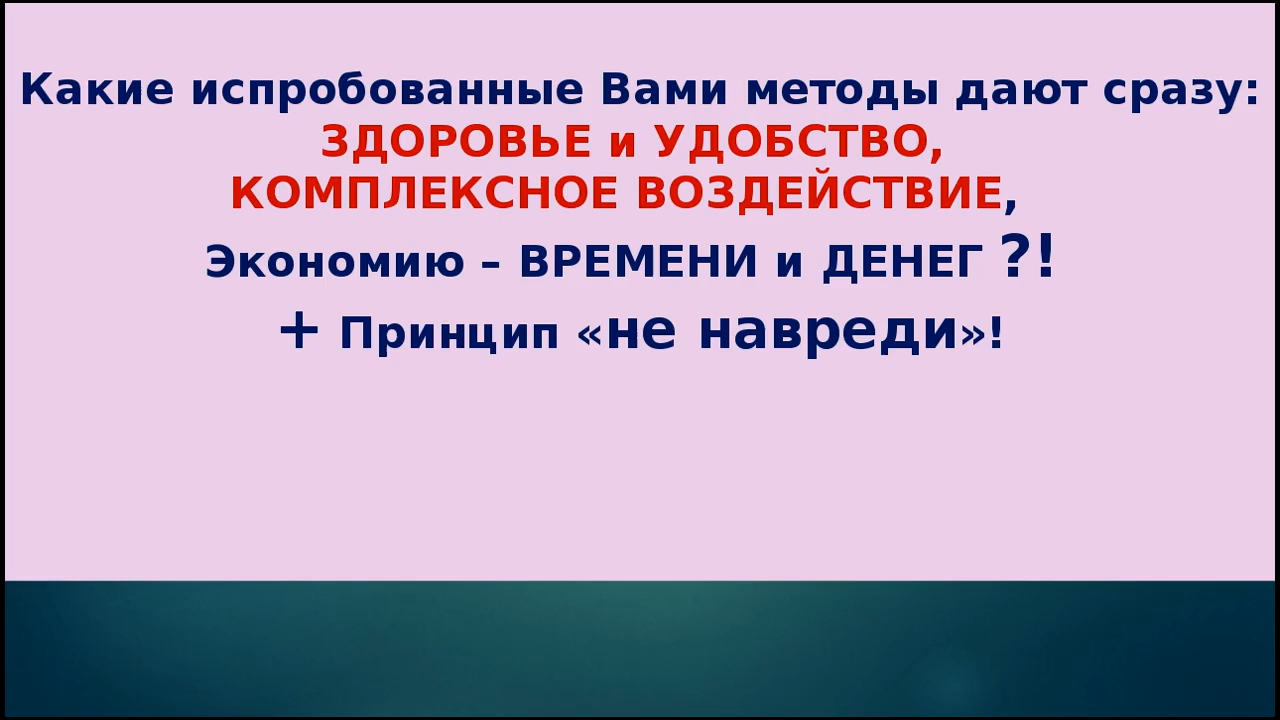 Какие испробованные Вами методы дают сразу:
ЗДОРОВЬЕ и УДОБСТВО,
КОМПЛЕКСНОЕ ВОЗДЕЙСТВИЕ,
Экономию – ВРЕМЕНИ и ДЕНЕГ ?!
+ Принцип «не навреди»!